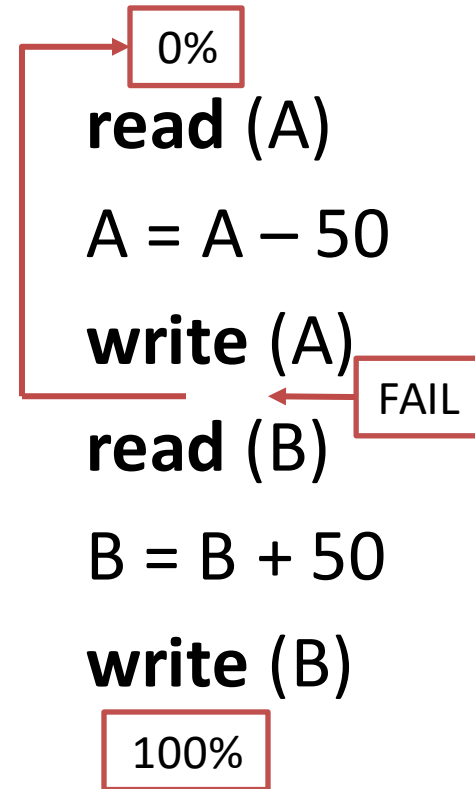 0%
read (A)
A = A – 50
write (A)
FAIL
read (B)
B = B + 50
write (B)
100%